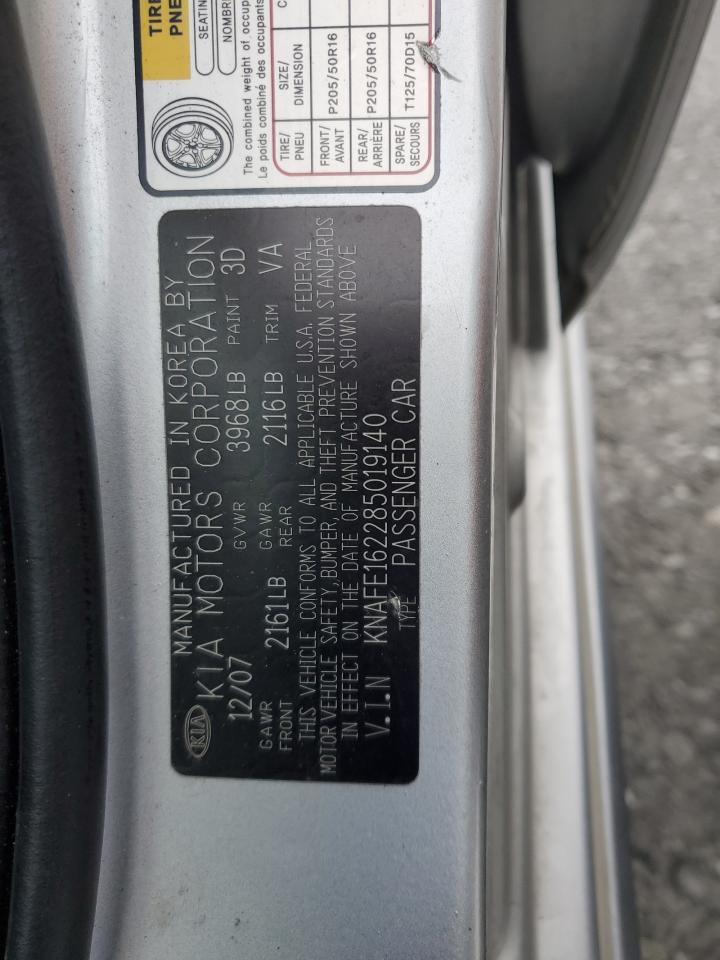 TIRE
PNE
SEATIN
NOMBRE
The combined weight of occup
Le poids combiné des occupants
TIRE/ PNEU
SIZE/ DIMENSION
C
FRONT/ AVANT
P205/50R16
REAR/ ARRIÈRE
P205/50R16
SPARE/ SECOURS
T125/70D15
KIA
MANUFACTURED IN KOREA BY
KIA MOTORS CORPORATION
12/07 GVWR 3968LB PAINT 3D
GAWR FRONT 2161LB GAWR REAR 2116LB TRIM VA
THIS VEHICLE CONFORMS TO ALL APPLICABLE U.S.A. FEDERAL
MOTOR VEHICLE SAFETY, BUMPER, AND THEFT PREVENTION STANDARDS
IN EFFECT ON THE DATE OF MANUFACTURE SHOWN ABOVE
V.I.N KNAFE162285019140
TYPE PASSENGER CAR